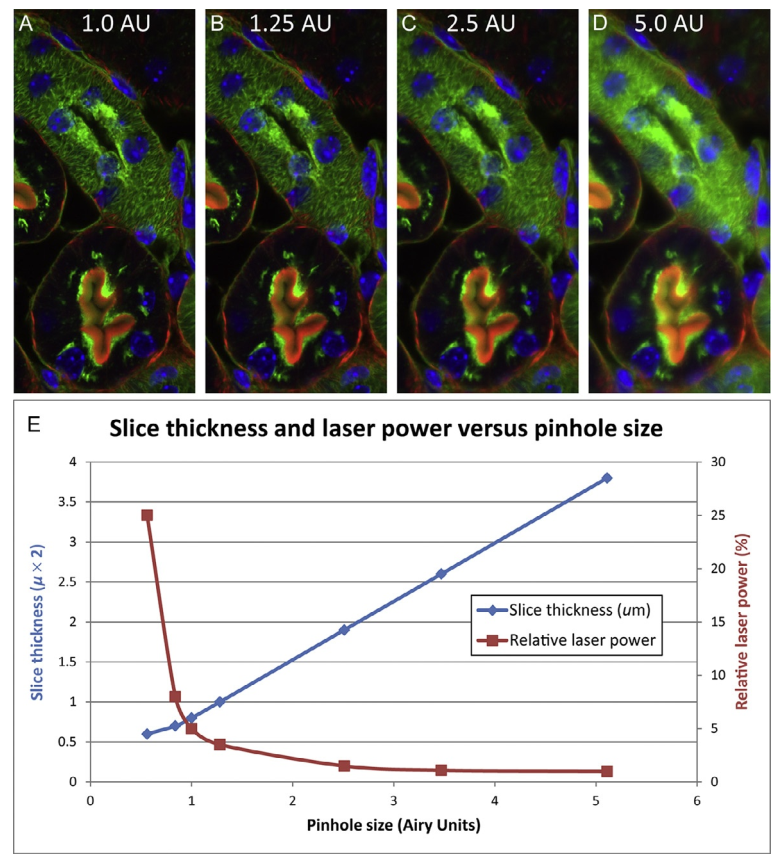 A 1.0 AU
B 1.25 AU
C 2.5 AU
D 5.0 AU
E
Slice thickness and laser power versus pinhole size
Slice thickness (μ × 2)
4
3.5
3
2.5
2
1.5
1
0.5
0
30
25
20
15
10
5
0
Relative laser power (%)
Slice thickness (um)
Relative laser power
0 1 2 3 4 5 6
Pinhole size (Airy Units)